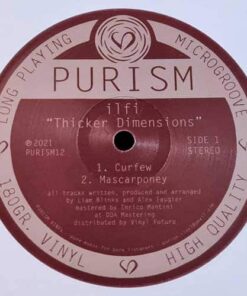 LONG PLAYING
MICROGROOVE
PURISM
ilfi
"Thicker Dimensions"
℗ 2021
PURISM12
SIDE 1
STEREO
1. Curfew
2. Mascarponey
all tracks written, produced and arranged
by Liam Blinks and Alex Jaugier
mastered by Enrico Mantini
at DDA Mastering
distributed by Vinyl Future
180GR. VINYL
HIGH QUALITY